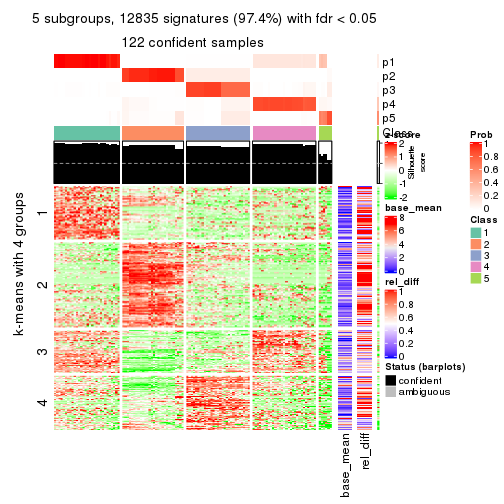 5 subgroups, 12835 signatures (97.4%) with fdr < 0.05
122 confident samples
p1
p2
p3
p4
p5
Class
Silhouette
score
k-means with 4 groups
1
2
3
4
base_mean
rel_diff
z-score
2
1
0
-1
-2
base_mean
8
6
4
2
0
rel_diff
1
0.8
0.6
0.4
0.2
0
Status (barplots)
confident
ambiguous
Prob
1
0.8
0.6
0.4
0.2
0
Class
1
2
3
4
5